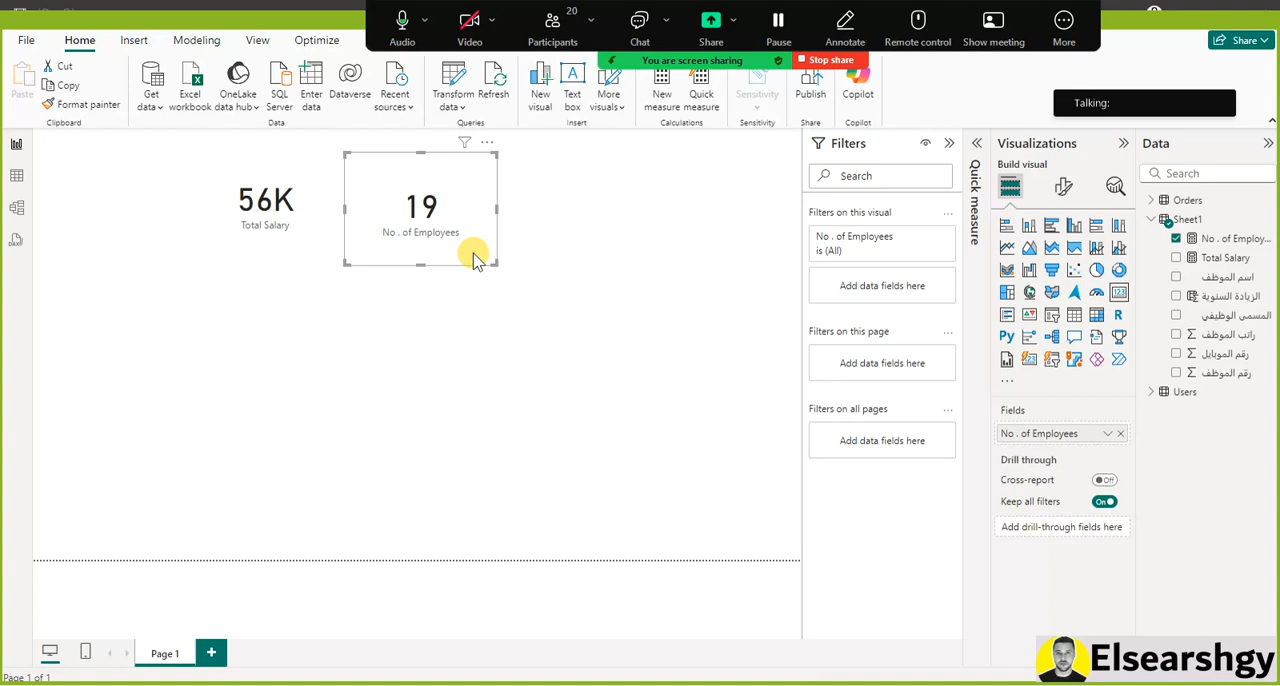 Audio
Video
Participants
20
Chat
Share
Pause
Annotate
Remote control
Show meeting
More
You are screen sharing
Stop share
Talking:
File
Home
Insert
Modeling
View
Optimize
Share
Paste
Cut
Copy
Format painter
Clipboard
Get data
Excel workbook
OneLake data hub
SQL Server
Enter data
Dataverse
Recent sources
Data
Transform data
Refresh
Queries
New visual
Text box
More visuals
Insert
New measure
Quick measure
Calculations
Sensitivity
Sensitivity
Publish
Share
Copilot
Copilot
56K
Total Salary
19
No . of Employees
Filters
Search
Filters on this visual
No . of Employees
is (All)
Add data fields here
Filters on this page
Add data fields here
Filters on all pages
Add data fields here
Quick measure
Visualizations
Build visual
123
R
Py
Fields
No . of Employees
Drill through
Cross-report
Off
Keep all filters
On
Add drill-through fields here
Data
Search
Orders
Sheet1
No . of Employ...
Total Salary
اسم الموظف
الزيادة السنوية
المسمى الوظيفي
راتب الموظف
رقم الموبايل
رقم الموظف
Users
Page 1
Page 1 of 1
Elsearshgy